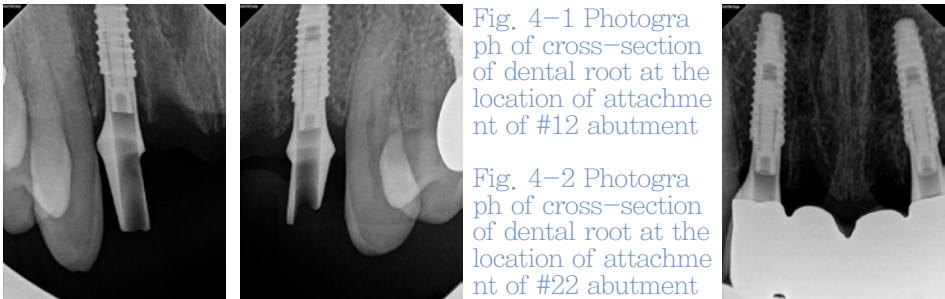 Fig. 4-1 Photogra
ph of cross-section
of dental root at the
location of attachme
nt of #12 abutment
Fig. 4-2 Photogra
ph of cross-section
of dental root at the
location of attachme
nt of #22 abutment